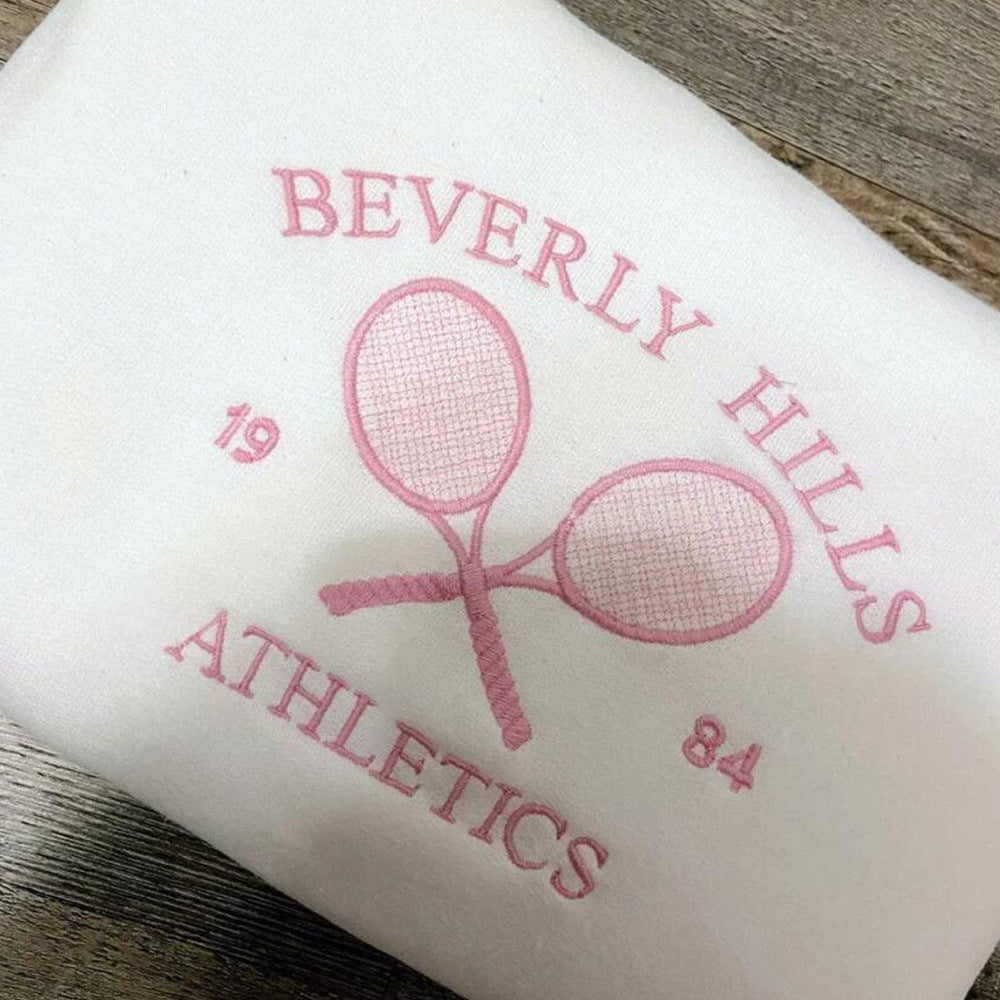 BEVERLY HILLS
19
84
ATHLETICS